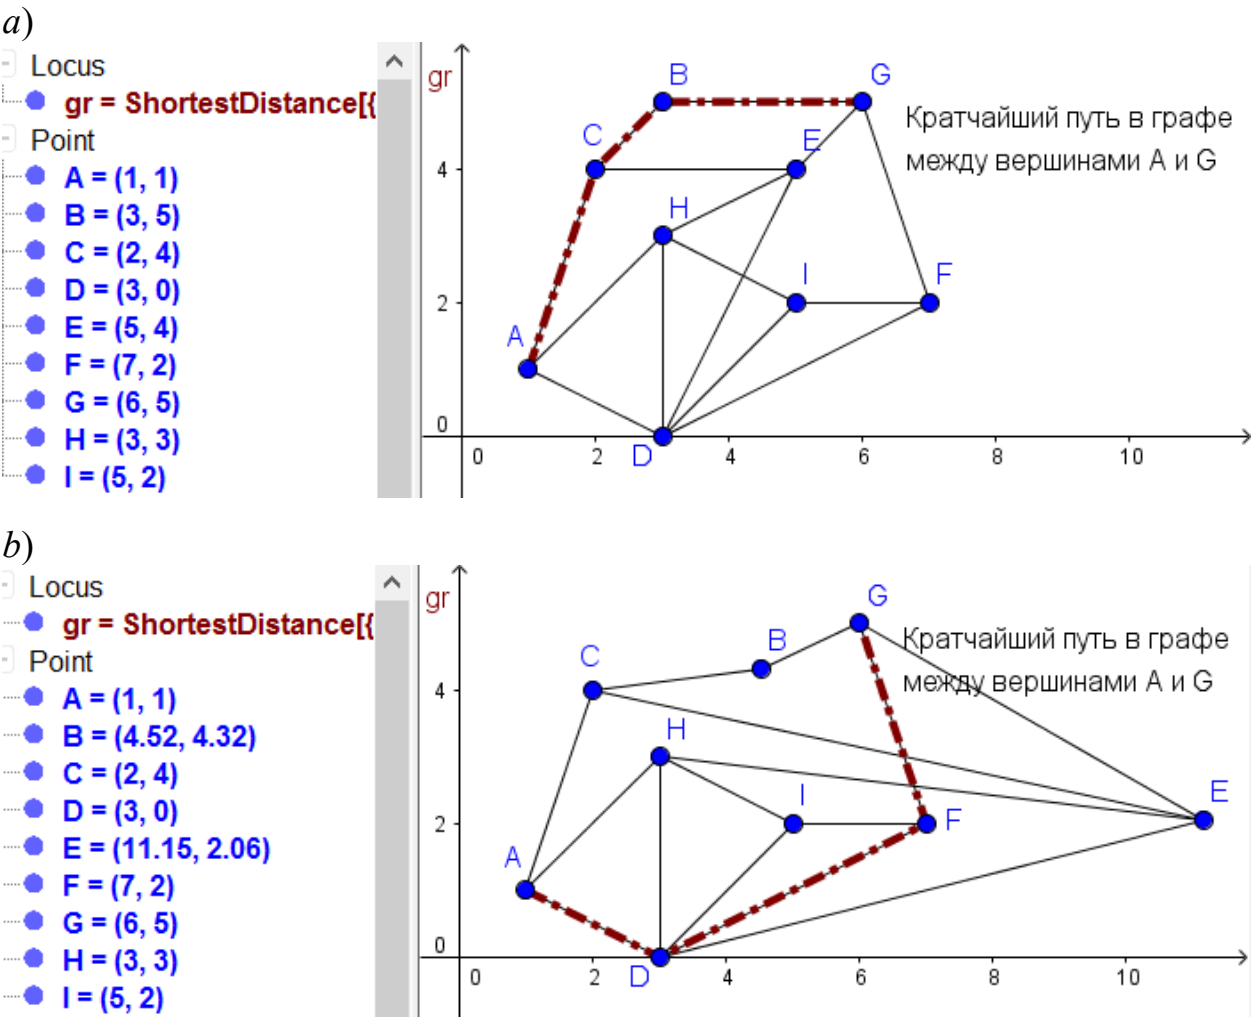 a)
Locus
gr = ShortestDistance[{
Point
A = (1, 1)
B = (3, 5)
C = (2, 4)
D = (3, 0)
E = (5, 4)
F = (7, 2)
G = (6, 5)
H = (3, 3)
I = (5, 2)
gr
B
G
Кратчайший путь в графе
между вершинами A и G
C
E
4
H
I
F
2
A
0
D
0
2
4
6
8
10
b)
Locus
gr = ShortestDistance[{
Point
A = (1, 1)
B = (4.52, 4.32)
C = (2, 4)
D = (3, 0)
E = (11.15, 2.06)
F = (7, 2)
G = (6, 5)
H = (3, 3)
I = (5, 2)
gr
G
Кратчайший путь в графе
между вершинами A и G
B
C
4
H
I
F
E
2
A
0
D
0
2
4
6
8
10